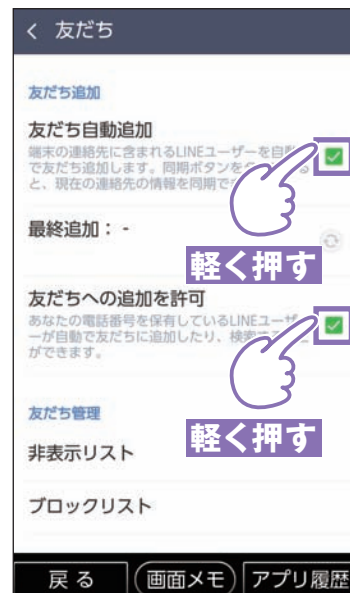 友だち
友だち追加
友だち自動追加
端末の連絡先に含まれるLINEユーザーを自動
で友だち追加します。同期ボタンを
と、現在の連絡先の情報を同期で
最終追加： -
軽く押す
友だちへの追加を許可
あなたの電話番号を保有しているLINEユーザ
ーが自動で友だちに追加したり、検索
ができます。
軽く押す
友だち管理
非表示リスト
ブロックリスト
戻る 画面メモ アプリ履歴